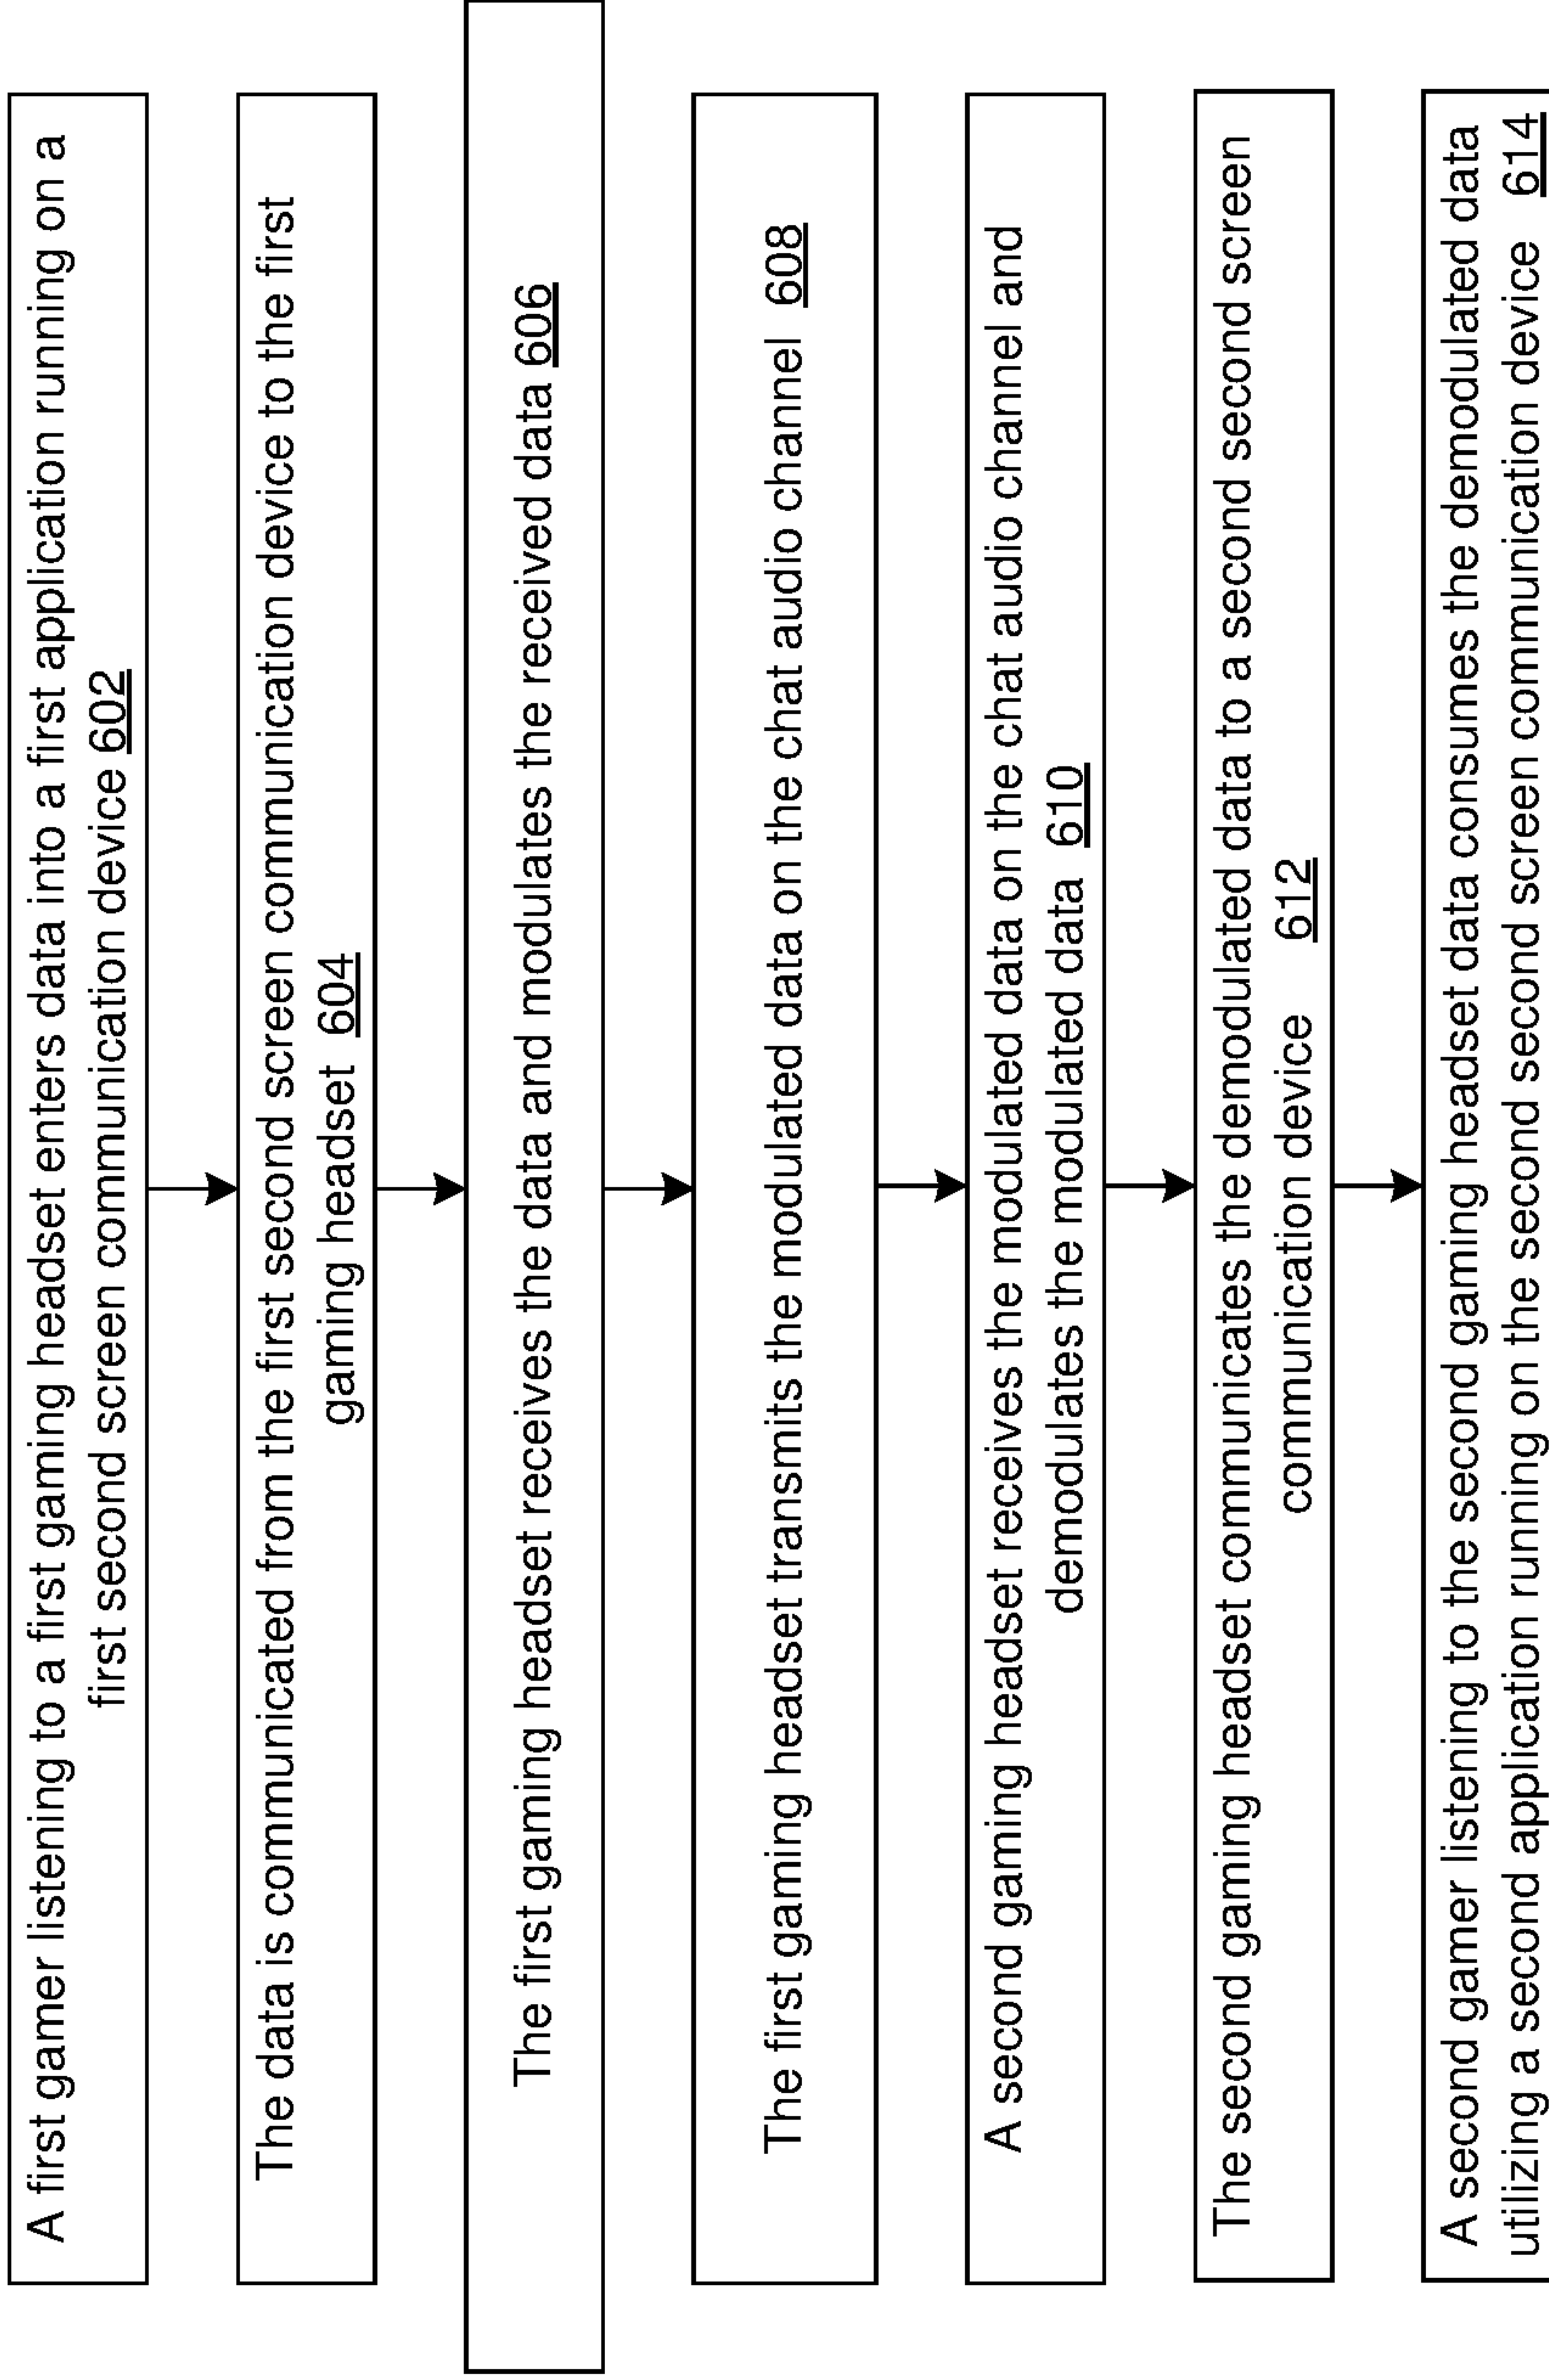 A first gamer listening to a first gaming headset enters data into a first application running on a
first second screen communication device 602
The data is communicated from the first second screen communication device to the first
gaming headset 604
The first gaming headset receives the data and modulates the received data 606
The first gaming headset transmits the modulated data on the chat audio channel 608
A second gaming headset receives the modulated data on the chat audio channel and
demodulates the modulated data 610
The second gaming headset communicates the demodulated data to a second second screen
communication device 612
A second gamer listening to the second gaming headset data consumes the demodulated data
utilizing a second application running on the second second screen communication device 614